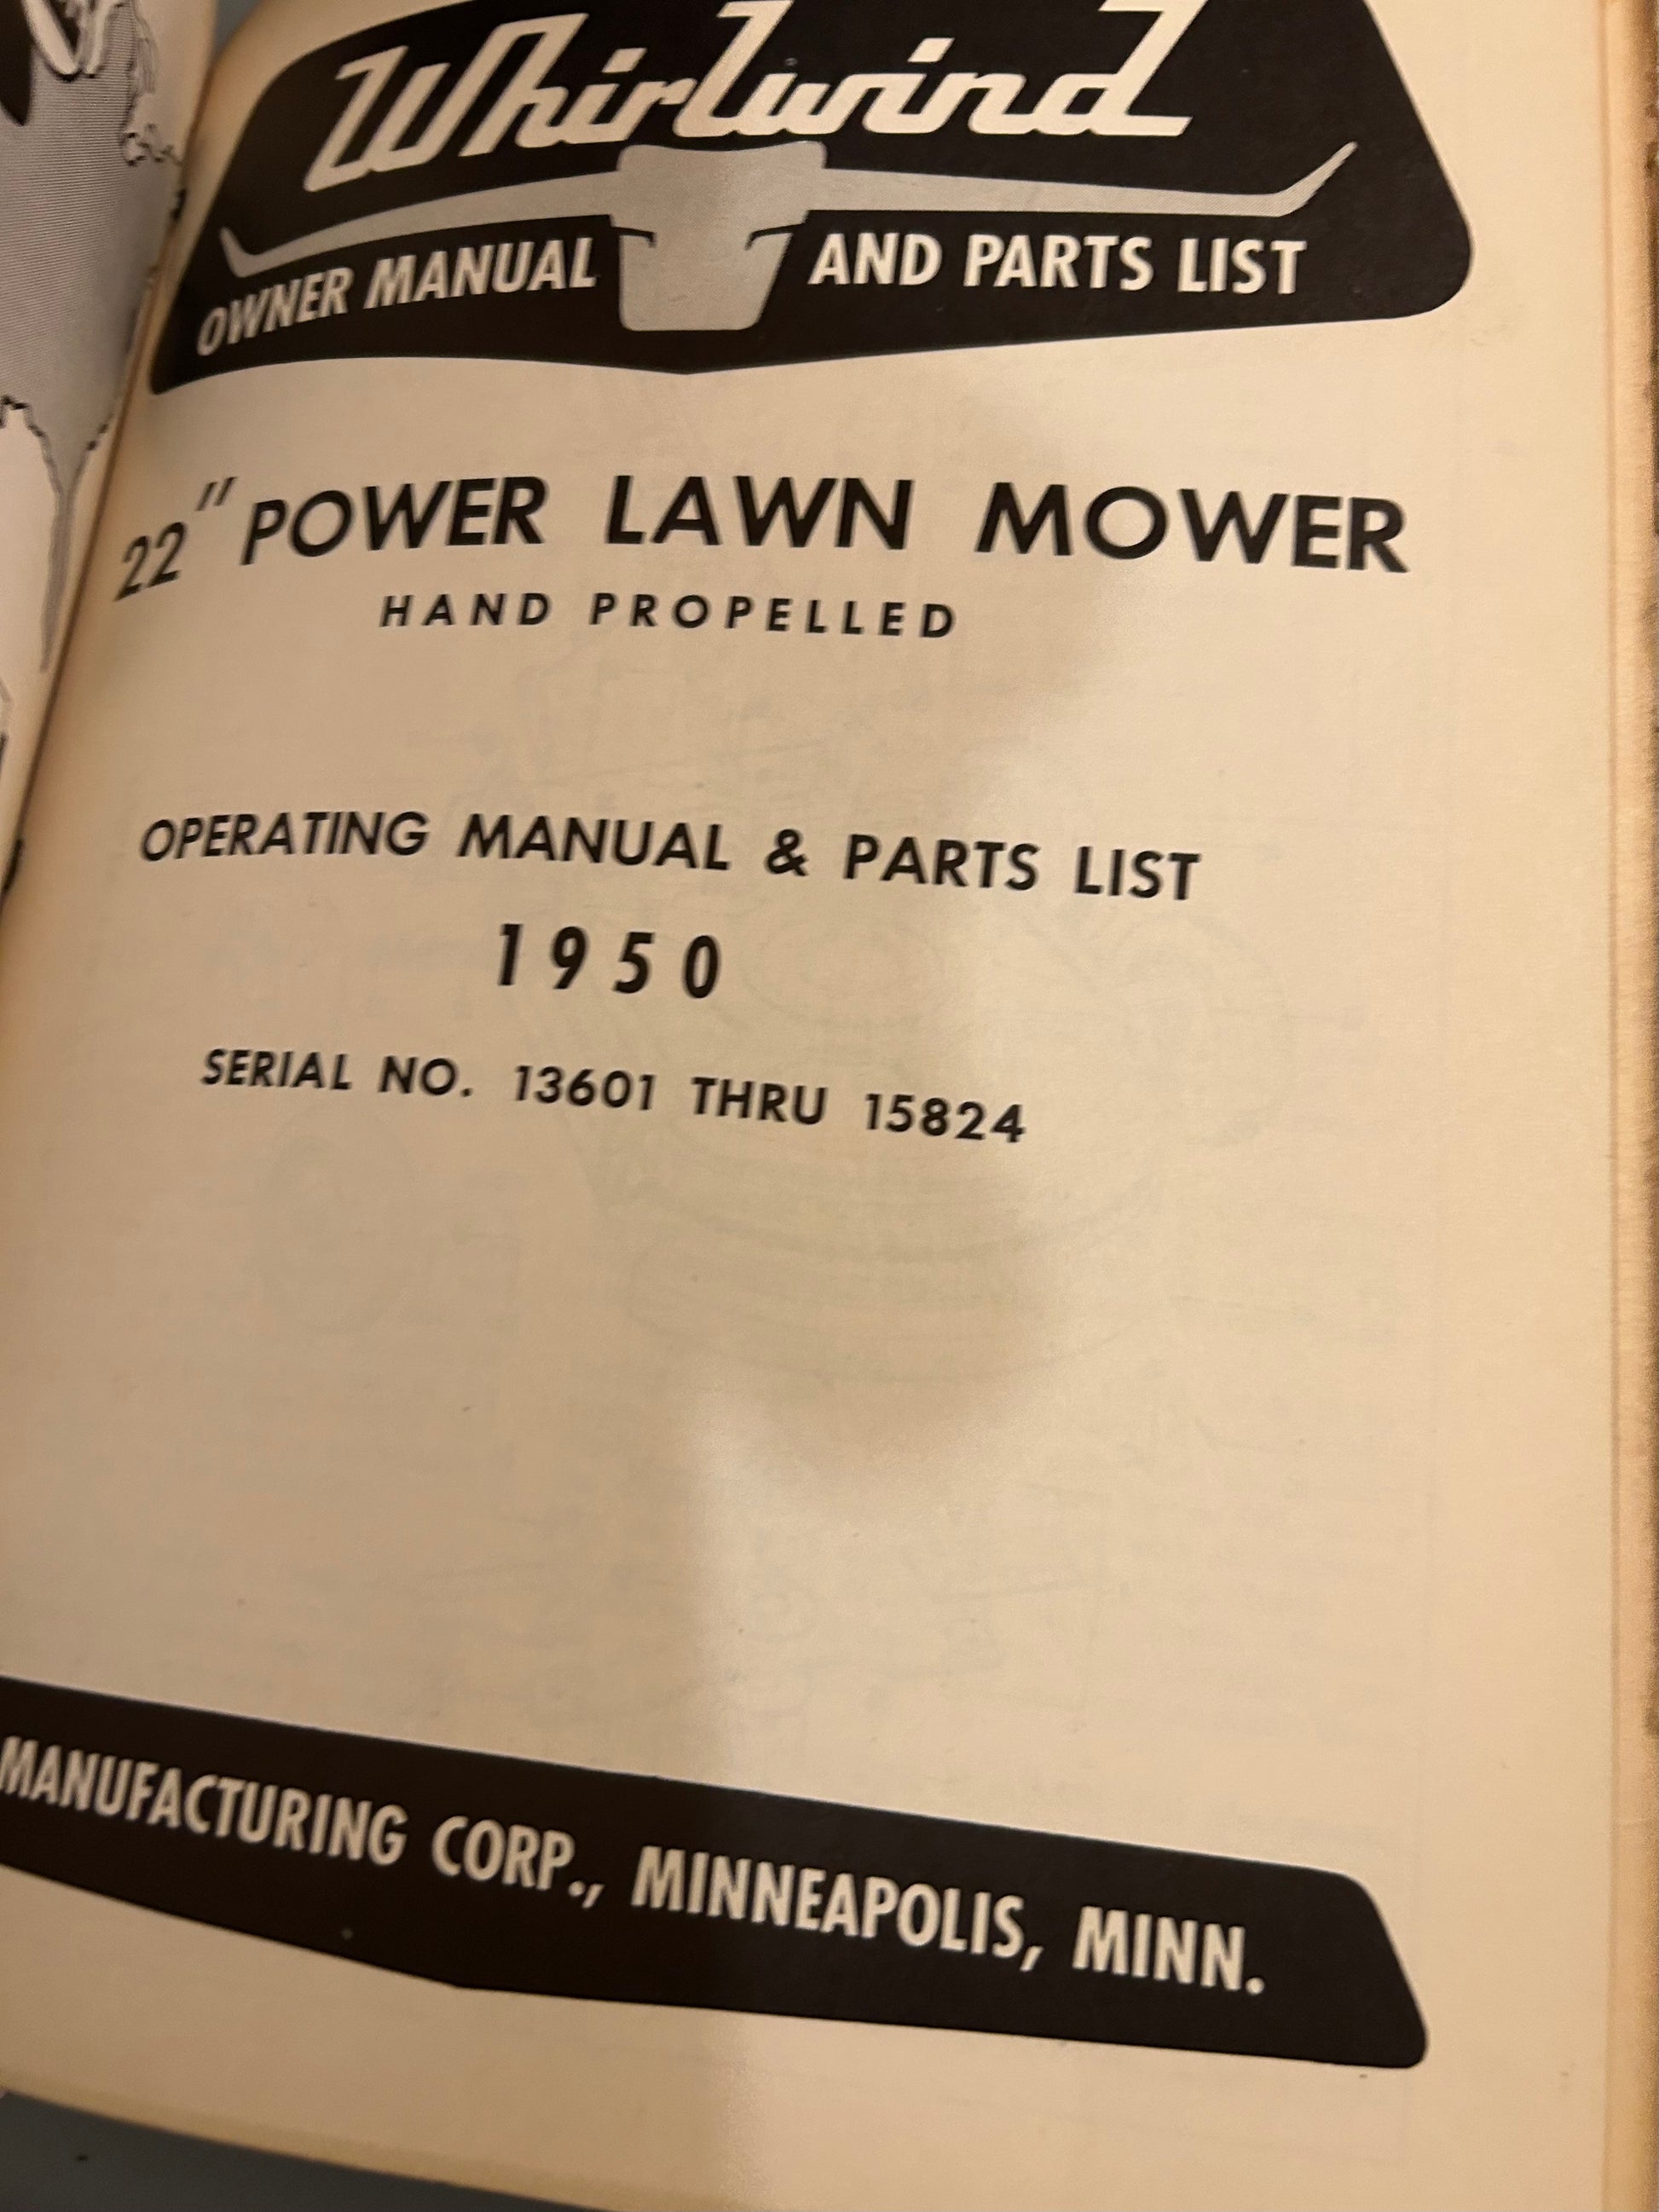 Whirlwind
OWNER MANUAL AND PARTS LIST
22" POWER LAWN MOWER
HAND PROPELLED
OPERATING MANUAL & PARTS LIST
1950
SERIAL NO. 13601 THRU 15824
MANUFACTURING CORP., MINNEAPOLIS, MINN.